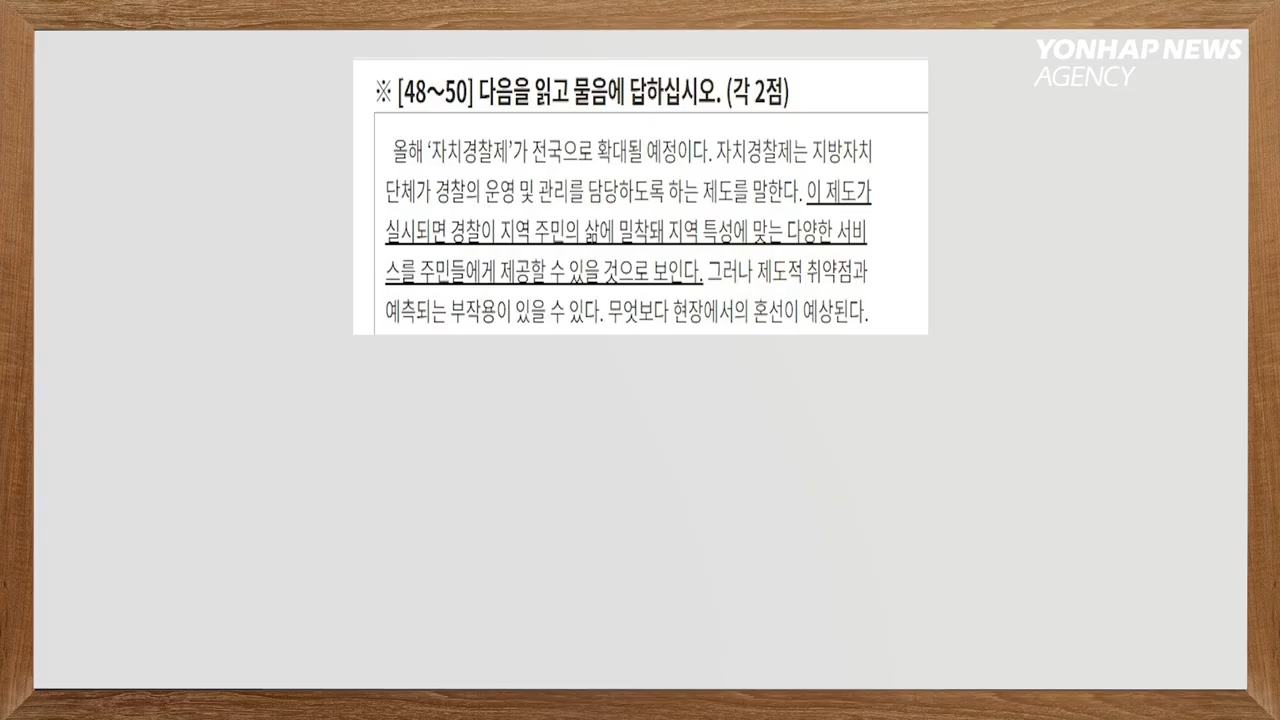 YONHAP NEWS
AGENCY
※ [48～50] 다음을 읽고 물음에 답하십시오. (각 2점)
올해 ‘자치경찰제’가 전국으로 확대될 예정이다. 자치경찰제는 지방자치
단체가 경찰의 운영 및 관리를 담당하도록 하는 제도를 말한다. 이 제도가
실시되면 경찰이 지역 주민의 삶에 밀착돼 지역 특성에 맞는 다양한 서비
스를 주민들에게 제공할 수 있을 것으로 보인다. 그러나 제도적 취약점과
예측되는 부작용이 있을 수 있다. 무엇보다 현장에서의 혼선이 예상된다.